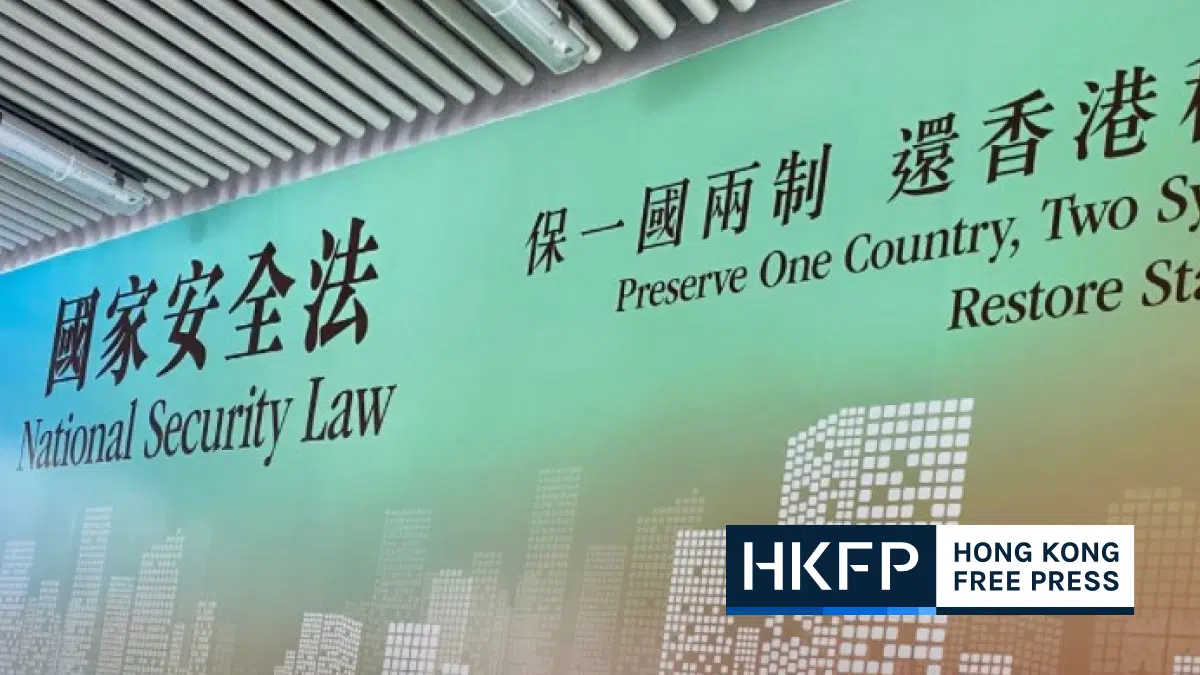 國家安全法
National Security Law
保一國兩制 還香港
Preserve One Country, Two
Restore
HKFP
HONG KONG
FREE PRESS